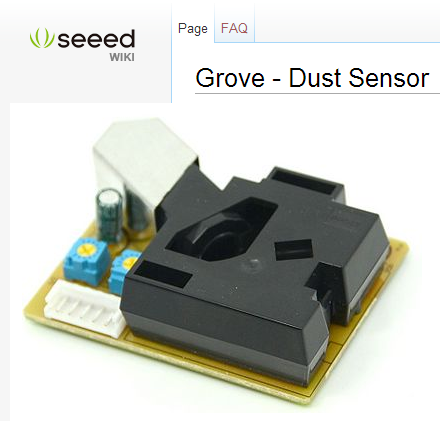 seeed
WIKI
Page
FAQ
Grove - Dust Sensor